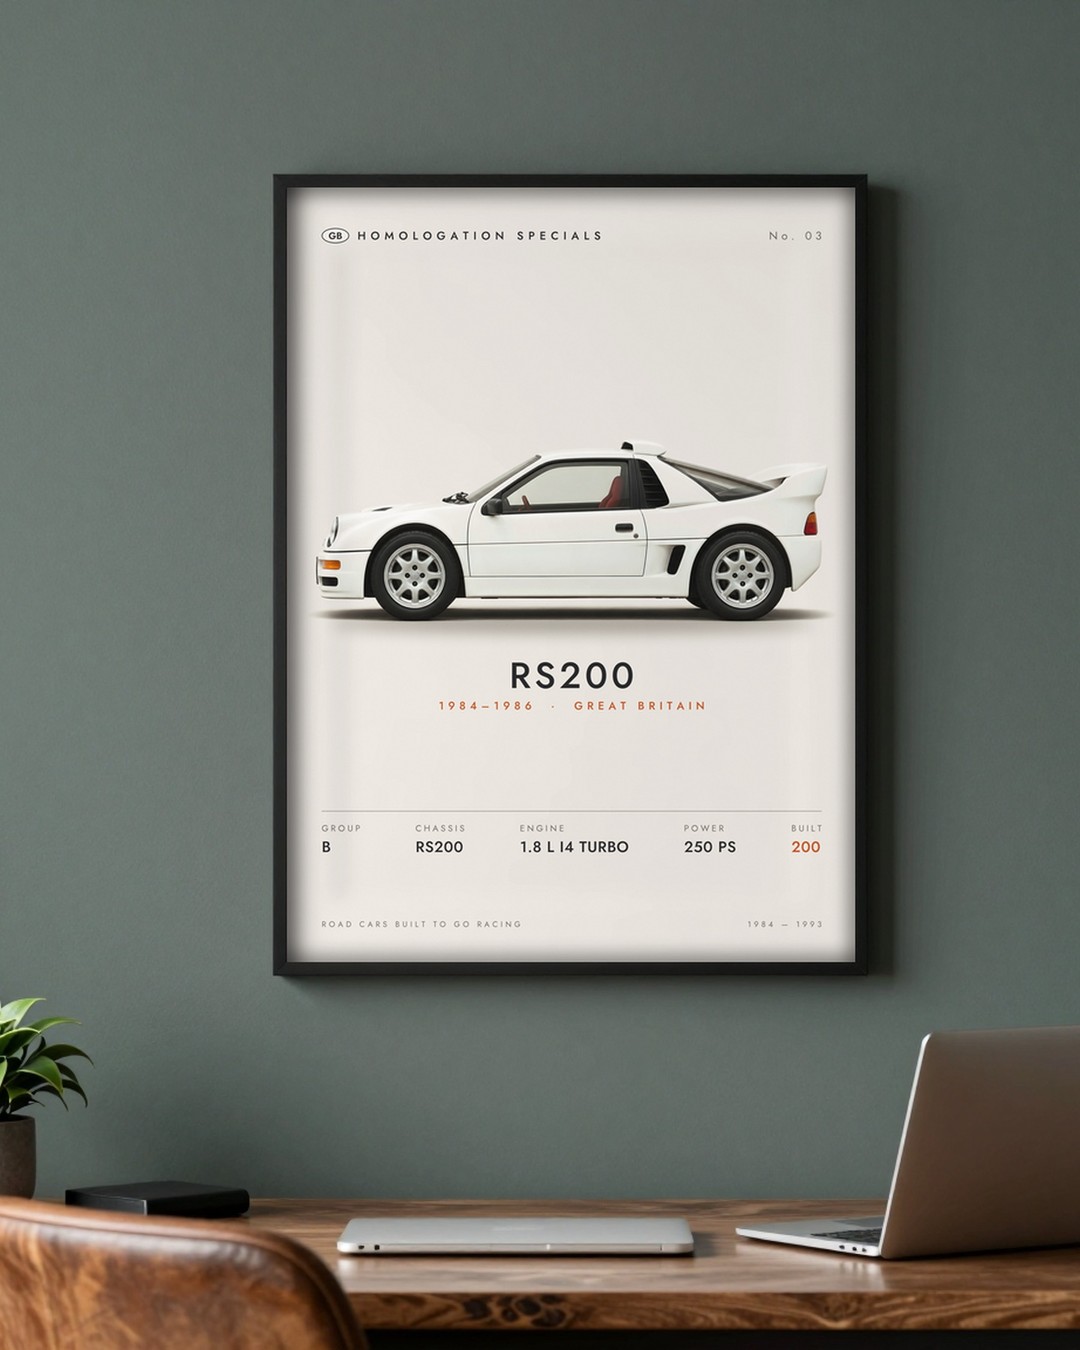 GB HOMOLOGATION SPECIALS No. 03
RS200
1984–1986 · GREAT BRITAIN
GROUP CHASSIS ENGINE POWER BUILT
B RS200 1.8 L I4 TURBO 250 PS 200
ROAD CARS BUILT TO GO RACING 1984 — 1993